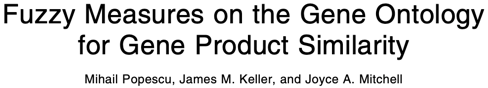 Fuzzy Measures on the Gene Ontology
for Gene Product Similarity
Mihail Popescu, James M. Keller, and Joyce A. Mitchell